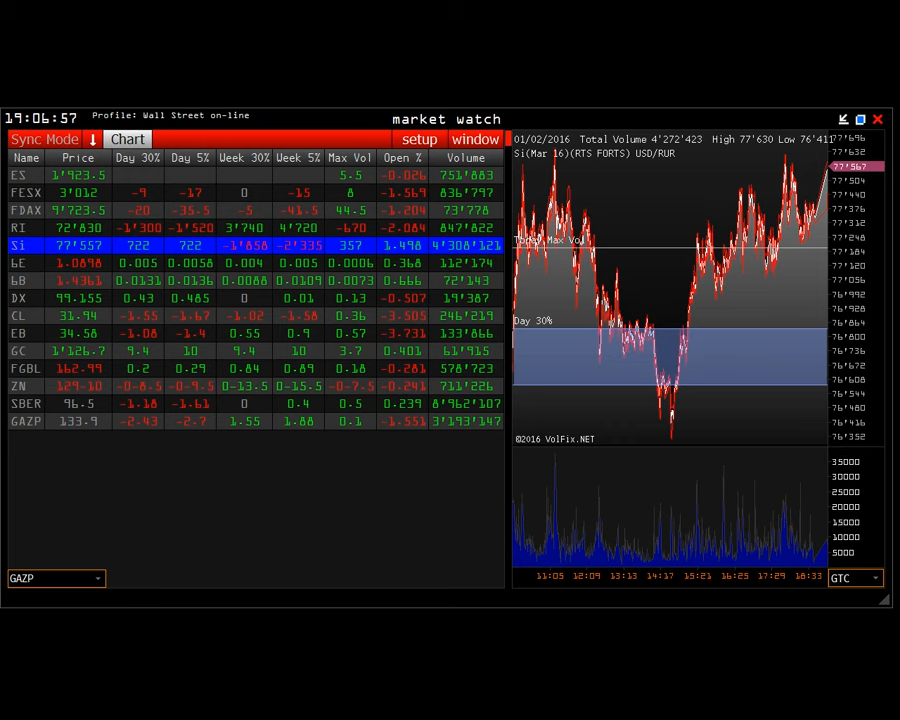 19:06:57 Profile: Wall Street on-line market watch
Sync Mode Chart setup window
Name Price Day 30% Day 5% Week 30% Week 5% Max Vol Open % Volume
ES 1'923.5 5.5 -0.026 751'883
FESX 3'012 -9 -17 0 -15 8 -0.397 836'797
FDAX 9'723.5 -20 -35.5 -5 -41.5 44.5 -1.204 73'778
RI 72'830 -1'300 -1'520 3'740 4'720 -670 -2.084 847'822
Si 77'557 722 722 -1'858 -2'335 357 1.498 4'308'121
6E 1.0898 0.005 0.0058 0.004 0.005 0.0006 0.368 112'174
6B 1.4361 0.0131 0.0136 0.0088 0.0109 0.0073 0.666 72'143
DX 99.155 0.43 0.485 0 0.01 0.13 -0.507 19'387
CL 31.94 -1.55 -1.67 -1.02 -1.58 0.36 -3.505 246'219
EB 34.58 -1.08 -1.4 0.55 0.9 0.57 -3.731 133'866
GC 1'126.7 9.4 10 9.4 10 3.7 0.401 61'915
FGBL 162.99 0.2 0.29 0.84 0.89 0.18 -0.281 578'723
ZN 129-10 -0-8.5 -0-9.5 0-13.5 0-15.5 -0-7.5 -0.241 711'226
SBER 96.5 -1.18 -1.61 0 0.4 0.5 0.239 8'962'107
GAZP 133.9 -2.43 -2.7 1.55 1.88 0.1 -1.551 3'193'147
GAZP
01/02/2016 Total Volume 4'272'423 High 77'630 Low 76'411
Si(Mar 16)(RTS FORTS) USD/RUR
Today Max Vol
Day 30%
©2016 VolFix.NET
77'696
77'632
77'567
77'504
77'440
77'376
77'312
77'248
77'184
77'120
77'056
76'992
76'928
76'864
76'800
76'736
76'672
76'608
76'544
76'480
76'416
76'352
35000
30000
25000
20000
15000
10000
5000
11:05 12:09 13:13 14:17 15:21 16:25 17:29 18:33
GTC